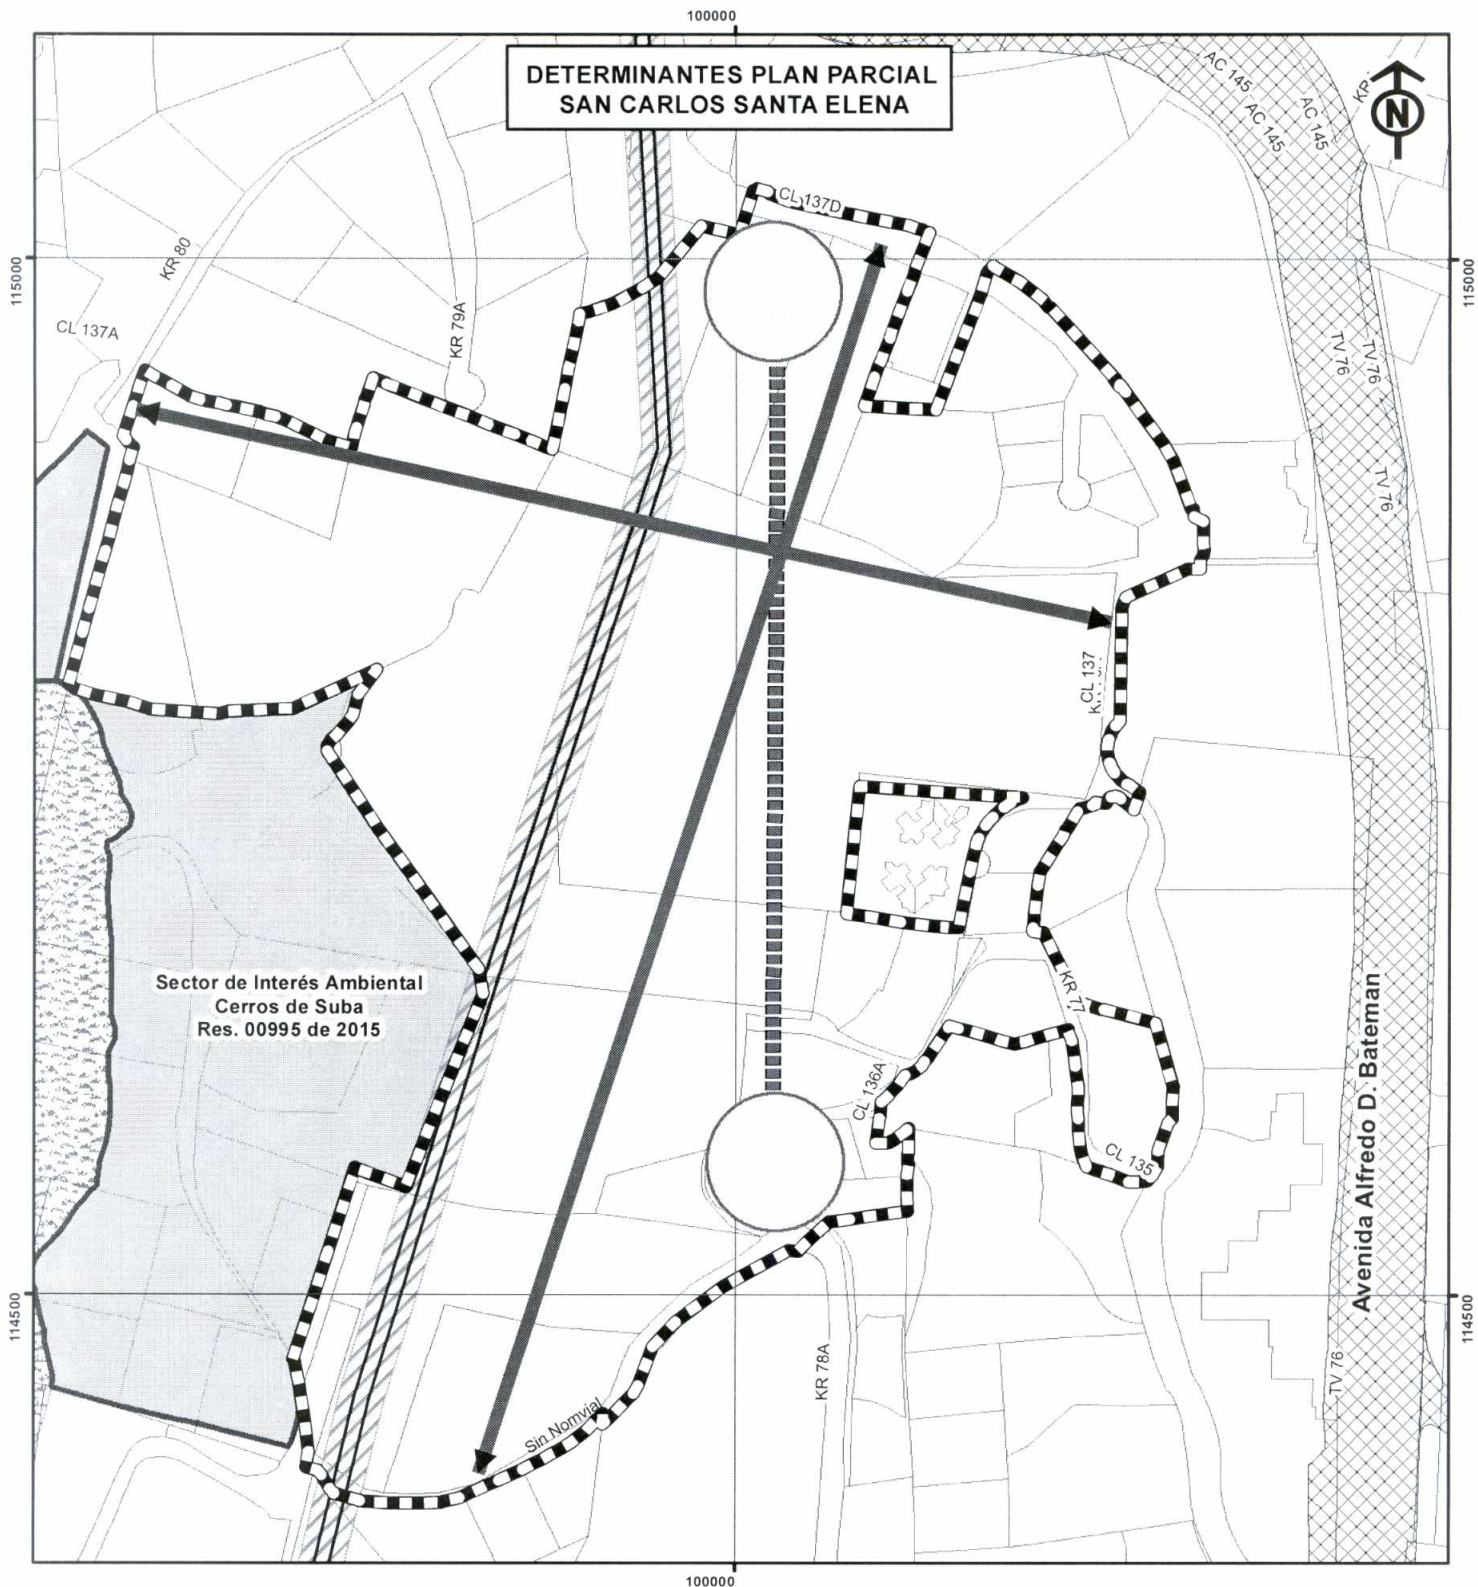 100000
DETERMINANTES PLAN PARCIAL
SAN CARLOS SANTA ELENA
AC 145
AC 145
AC 145
N
CL 137D
KR 80
115000
115000
CL 137A
KR 79A
TV 76
TV 76
TV 76
CL 137
Sector de Interés Ambiental
Cerros de Suba
Res. 00995 de 2015
KR 77
CL 136A
CL 135
Avenida Alfredo D. Bateman
114500
114500
KR 78A
TV 76
Sin Nomvial
100000